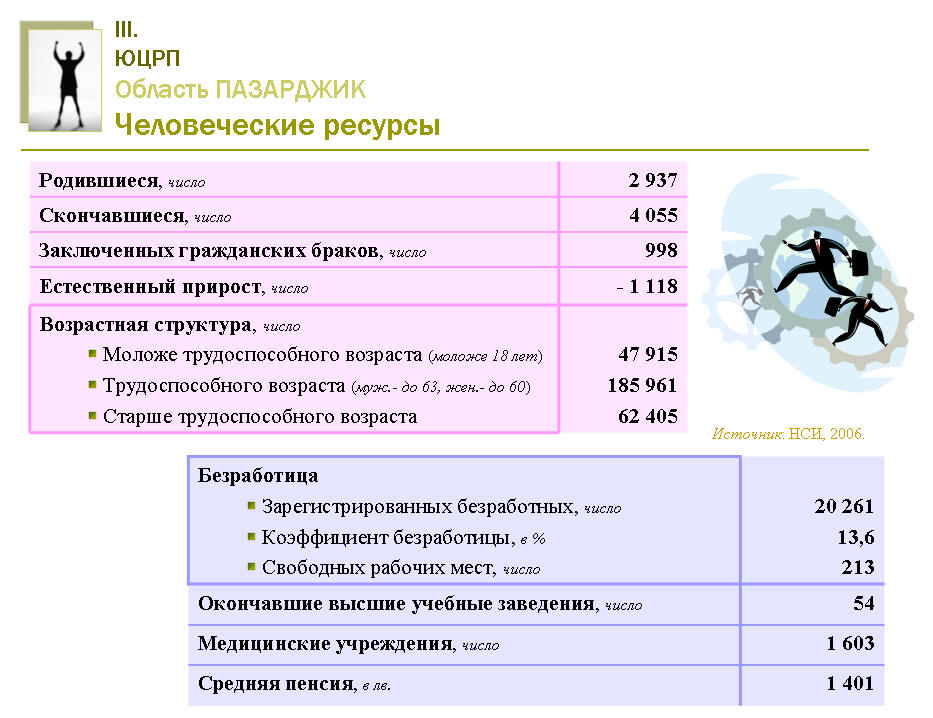 III.
ЮЦРП
Область ПАЗАРДЖИК
Человеческие ресурсы
Родившиеся, число 2 937
Скончавшиеся, число 4 055
Заключенных гражданских браков, число 998
Естественный прирост, число - 1 118
Возрастная структура, число
Моложе трудоспособного возраста (моложе 18 лет) 47 915
Трудоспособного возраста (муж.- до 63, жен.- до 60) 185 961
Старше трудоспособного возраста 62 405
Источник: НСИ, 2006.
Безработица
Зарегистрированных безработных, число 20 261
Коэффициент безработицы, в % 13,6
Свободных рабочих мест, число 213
Окончавшие высшие учебные заведения, число 54
Медицинские учреждения, число 1 603
Средняя пенсия, в лв. 1 401